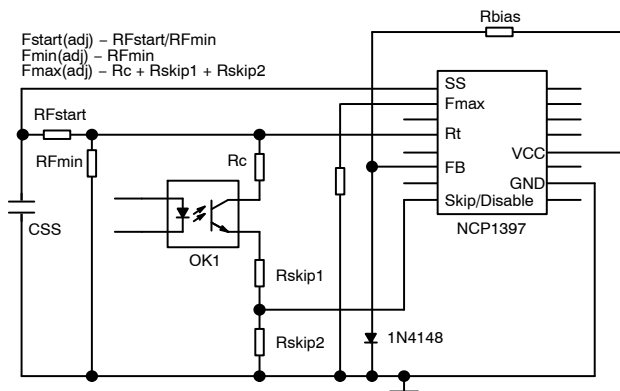 Rbias
Fstart(adj) − RFstart/RFmin
Fmin(adj) − RFmin
Fmax(adj) − Rc + Rskip1 + Rskip2
SS
Fmax
RFstart
Rt
RFmin
Rc
VCC
FB
GND
Skip/Disable
CSS
NCP1397
OK1
Rskip1
1N4148
Rskip2